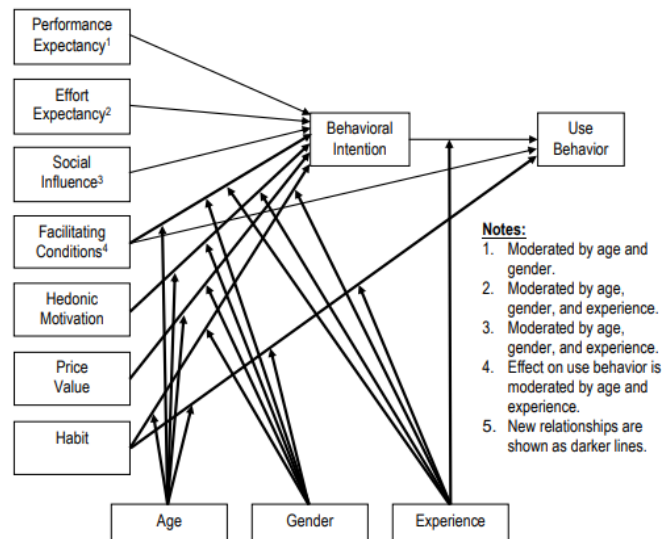 Performance
Expectancy1
Effort
Expectancy2
Social
Influence3
Facilitating
Conditions4
Hedonic
Motivation
Price
Value
Habit
Behavioral
Intention
Use
Behavior
Notes:
1. Moderated by age and
gender.
2. Moderated by age,
gender, and experience.
3. Moderated by age,
gender, and experience.
4. Effect on use behavior is
moderated by age and
experience.
5. New relationships are
shown as darker lines.
Age
Gender
Experience